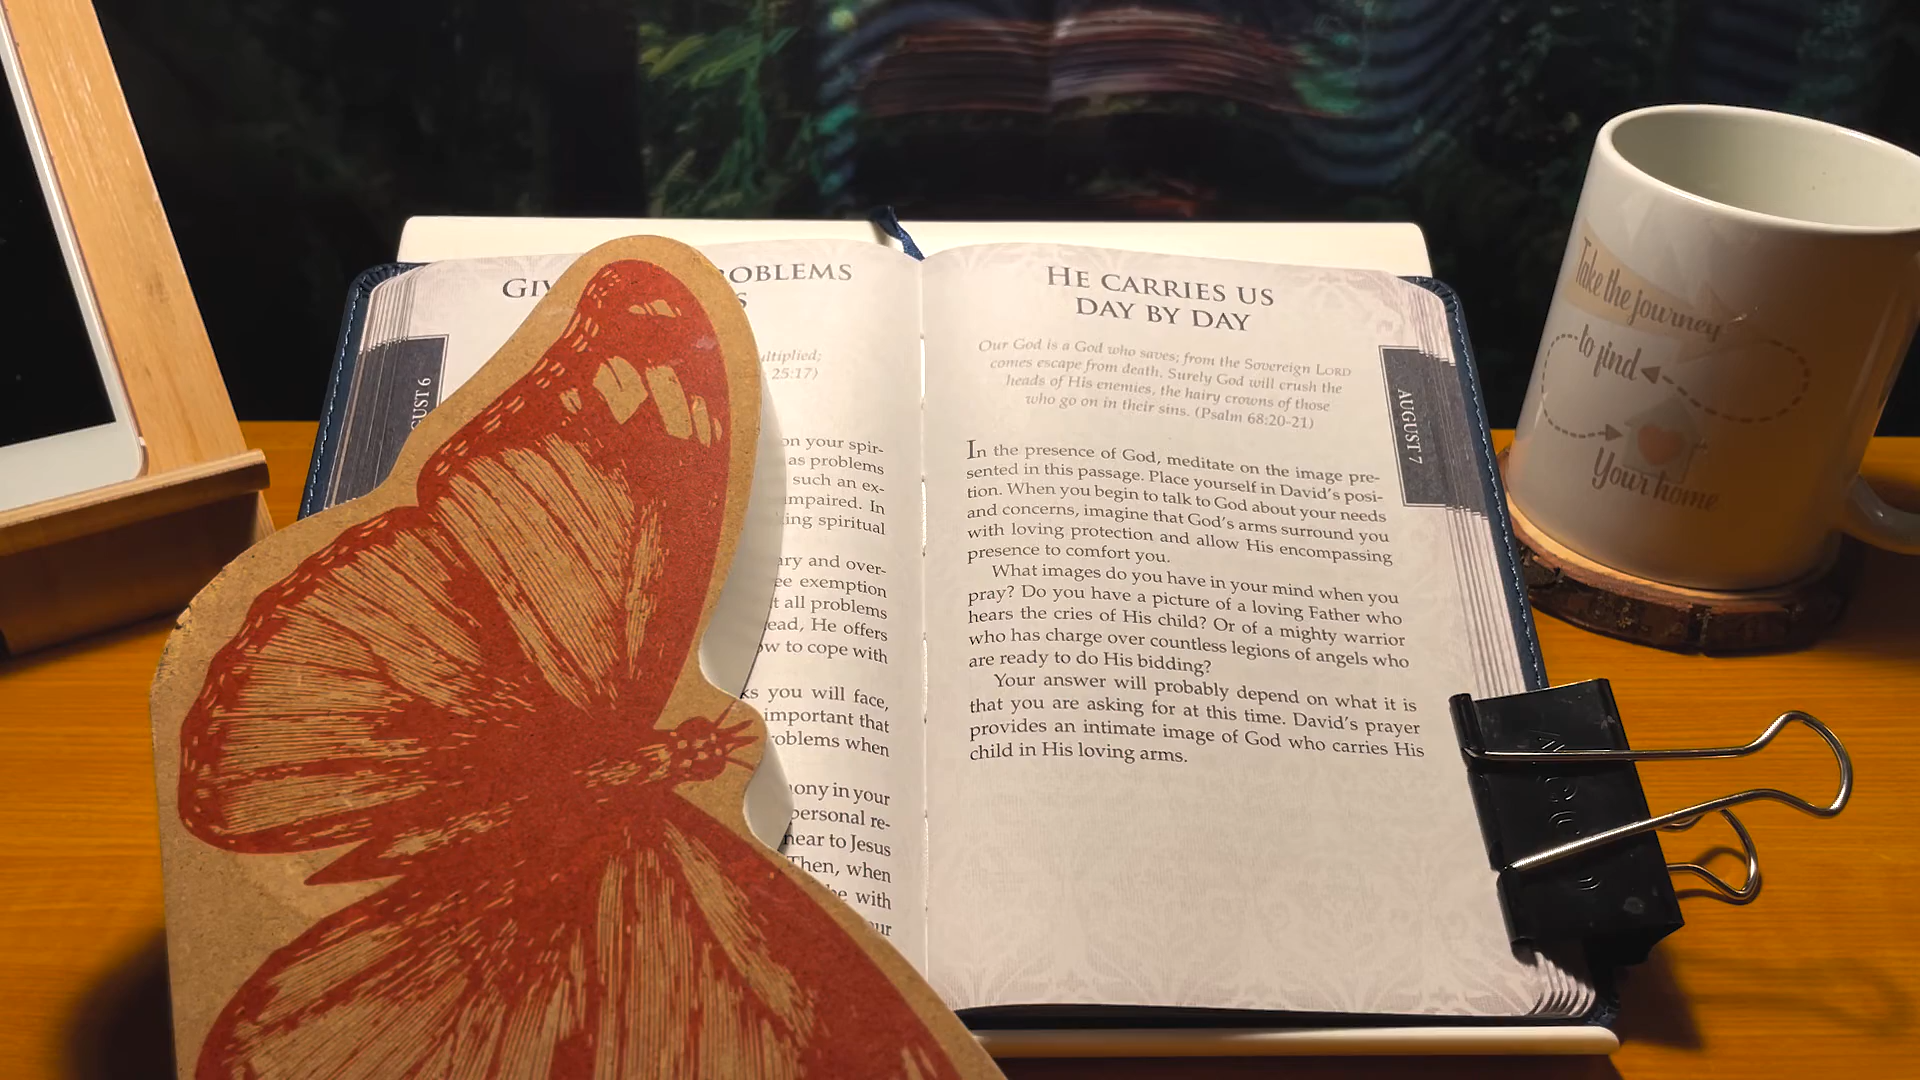 ROBLEMS
S
ultiplied;
25:17)
GUST 6
on your spir-
as problems
such an ex-
impaired. In
ing spiritual
ary and over-
ee exemption
t all problems
ead, He offers
ow to cope with
ks you will face,
important that
roblems when
ony in your
personal re-
near to Jesus
Then, when
be with
ur
HE CARRIES US
DAY BY DAY
Our God is a God who saves; from the Sovereign LORD
comes escape from death, Surely God will crush the
heads of His enemies, the hairy crowns of those
who go on in their sins. (Psalm 68:20-21)
AUGUST 7
In the presence of God, meditate on the image pre-
sented in this passage. Place yourself in David's posi-
tion. When you begin to talk to God about your needs
and concerns, imagine that God's arms surround you
with loving protection and allow His encompassing
presence to comfort you.
What images do you have in your mind when you
pray? Do you have a picture of a loving Father who
hears the cries of His child? Or of a mighty warrior
who has charge over countless legions of angels who
are ready to do His bidding?
Your answer will probably depend on what it is
that you are asking for at this time. David's prayer
provides an intimate image of God who carries His
child in His loving arms.
Take the journey
to find
Your home